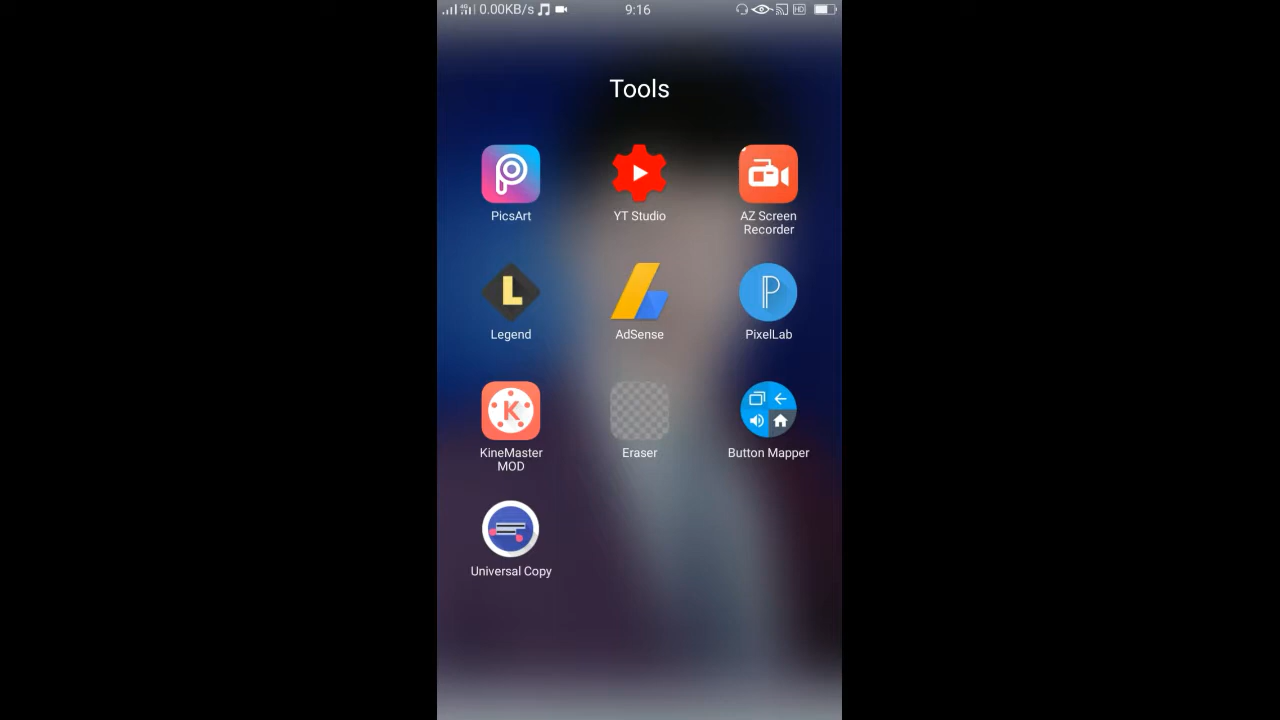 0.00KB/s
9:16
HD
Tools
PicsArt
YT Studio
AZ Screen
Recorder
L
Legend
AdSense
PixelLab
K
KineMaster
MOD
Eraser
Button Mapper
Universal Copy